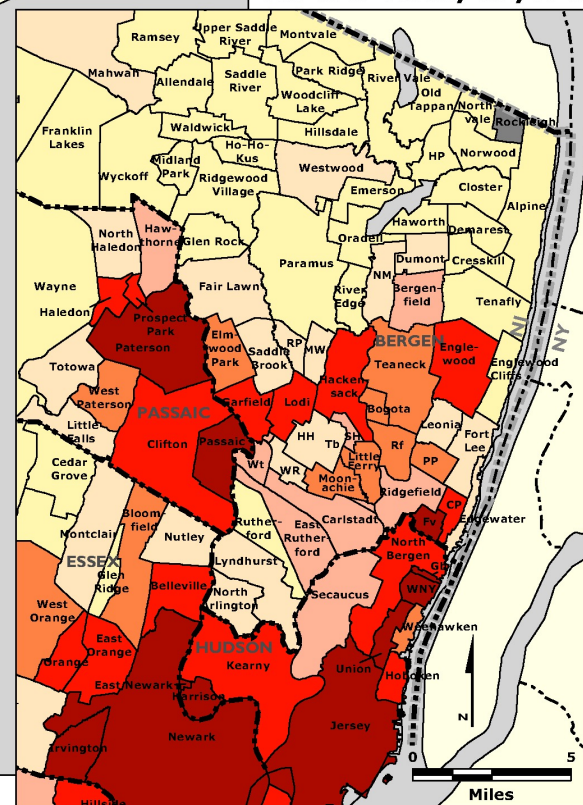 Ramsey
Upper Saddle
River
Montvale
Mahwah
Allendale
Saddle
River
Park Ridge
River Vale
Woodcliff
Lake
Old
Tappan
North-
vale
Rockleigh
Franklin
Lakes
Waldwick
Hillsdale
Ho-Ho-
Kus
Midland
Park
Wyckoff
Ridgewood
Village
Westwood
HP
Norwood
Emerson
Closter
Alpine
North
Haledon
Haw-
thorne
Glen Rock
Oradell
Haworth
Demarest
Paramus
Dumont
Cresskill
NM
Wayne
Fair Lawn
River
Edge
Bergen-
field
Tenafly
Haledon
Prospect
Park
Paterson
NJ
NY
Elm-
wood
Park
Saddle
Brook
RP
MW
BERGEN
Teaneck
Engle-
wood
Englewood
Cliffs
Totowa
Hacken
sack
West
Paterson
PASSAIC
Garfield
Lodi
Bogota
Leonia
Fort
Lee
Little
Falls
Clifton
Passaic
HH
Tb
SH
Rf
Little
Ferry
PP
Cedar
Grove
Wt
WR
Moon-
achie
Ridgefield
CP
Bloom-
field
Ruther-
ford
East
Ruther
ford
Carlstadt
Fv
Edgewater
Montclair
Nutley
North
Bergen
ESSEX
Glen
Ridge
Lyndhurst
Gb
Belleville
North
Arlington
Secaucus
WNY
West
Orange
Weehawken
East
Orange
Orange
HUDSON
Kearny
Union
Hoboken
East Newark
Harrison
Jersey
Newark
Irvington
N
0
5
Miles